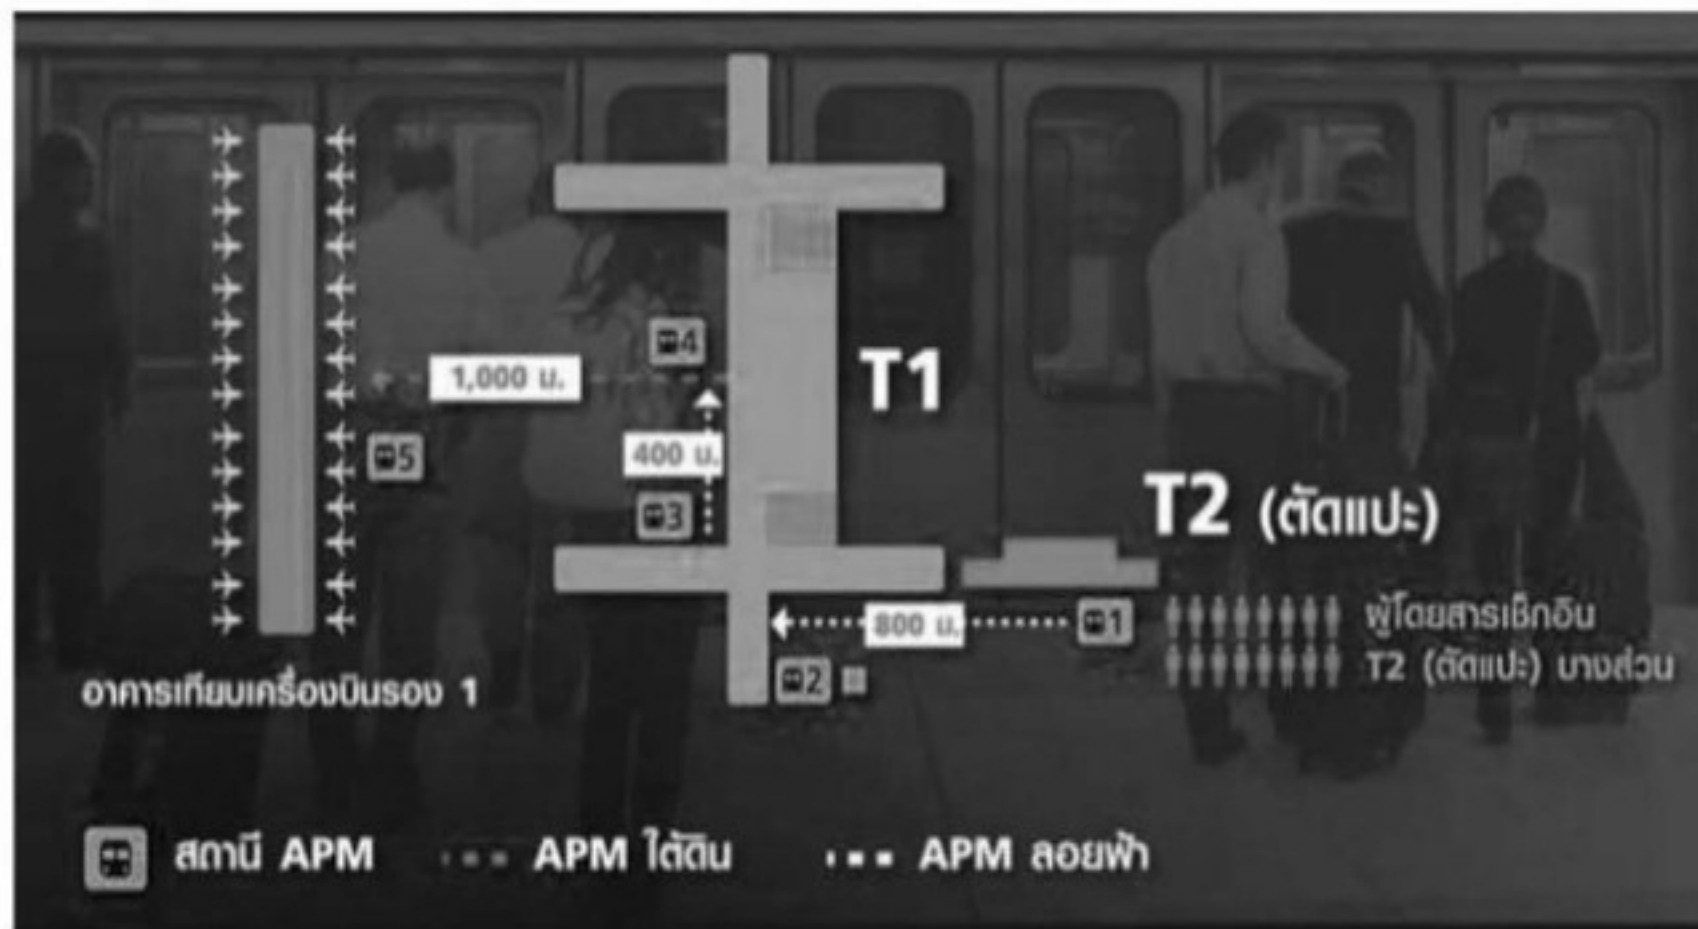 4
1,000 ม.
T1
5
400 ม.
3
T2 (ตัดแปะ)
800 ม.
1
2
ผู้โดยสารเช็กอิน
T2 (ตัดแปะ) บางส่วน
อาคารเทียบเครื่องบินรอง 1
สถานี APM
APM ใต้ดิน
APM ลอยฟ้า